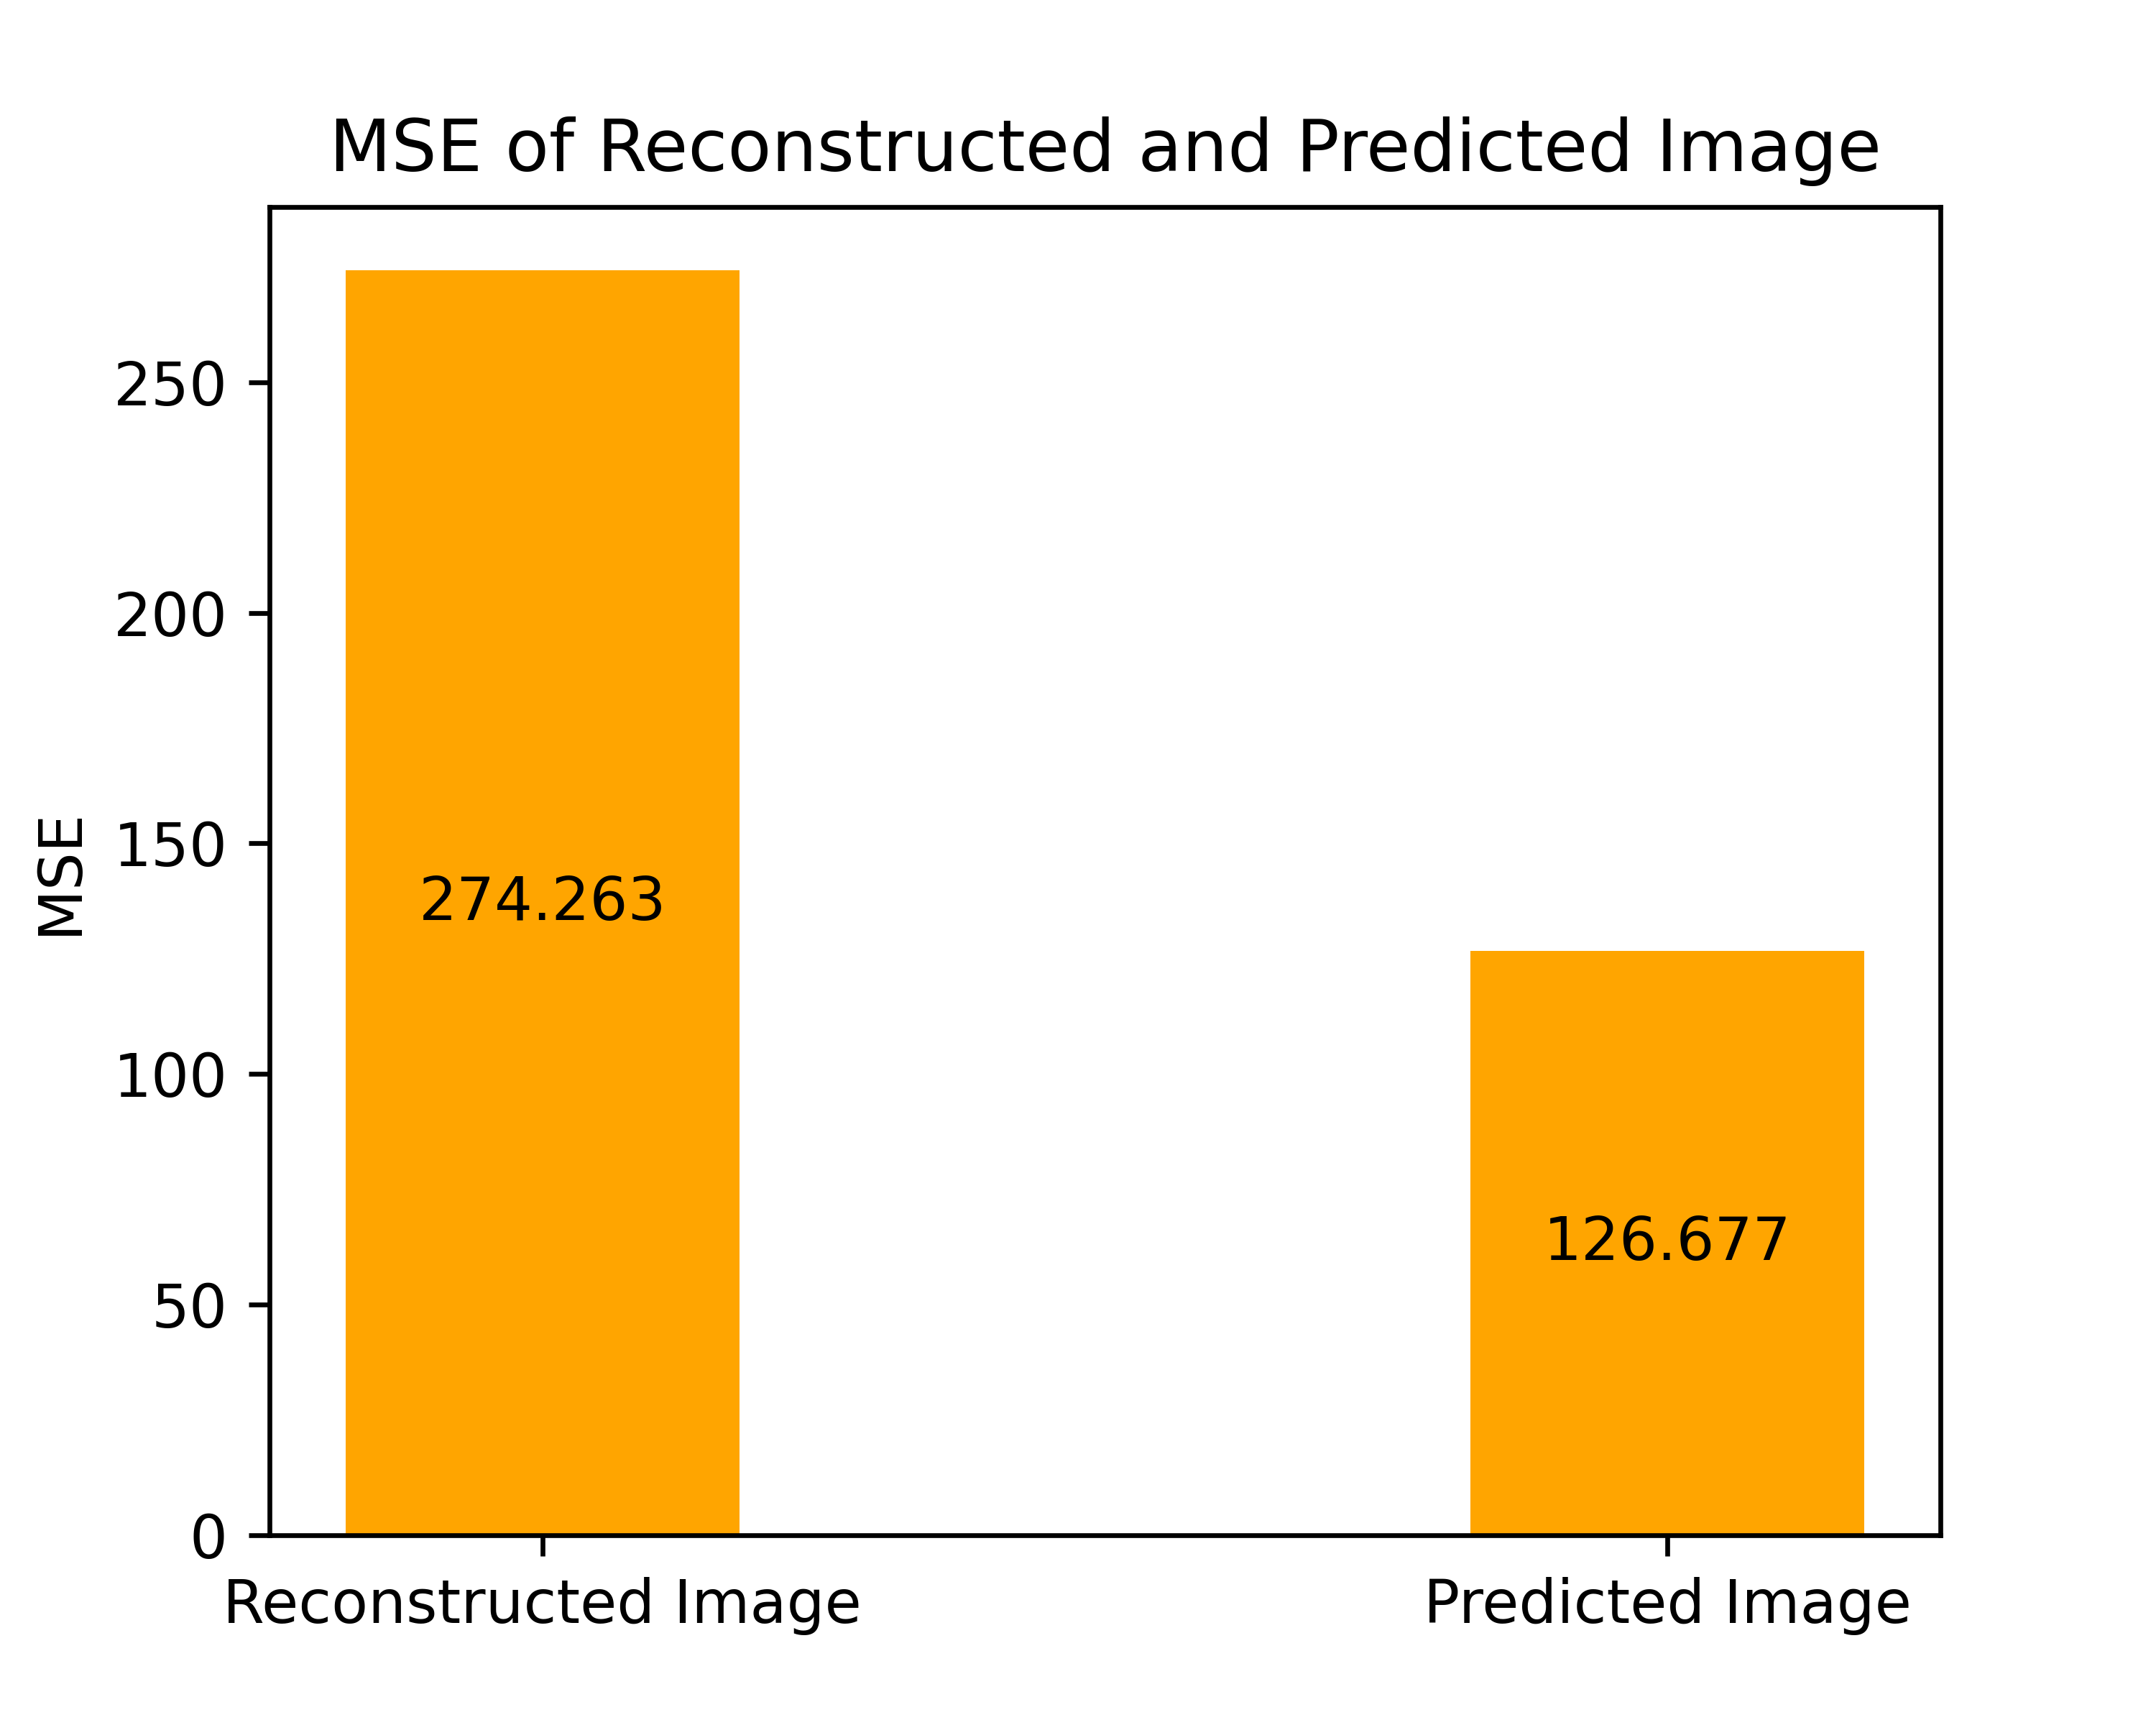 MSE of Reconstructed and Predicted Image
MSE
250
200
150
100
50
0
274.263
126.677
Reconstructed Image
Predicted Image